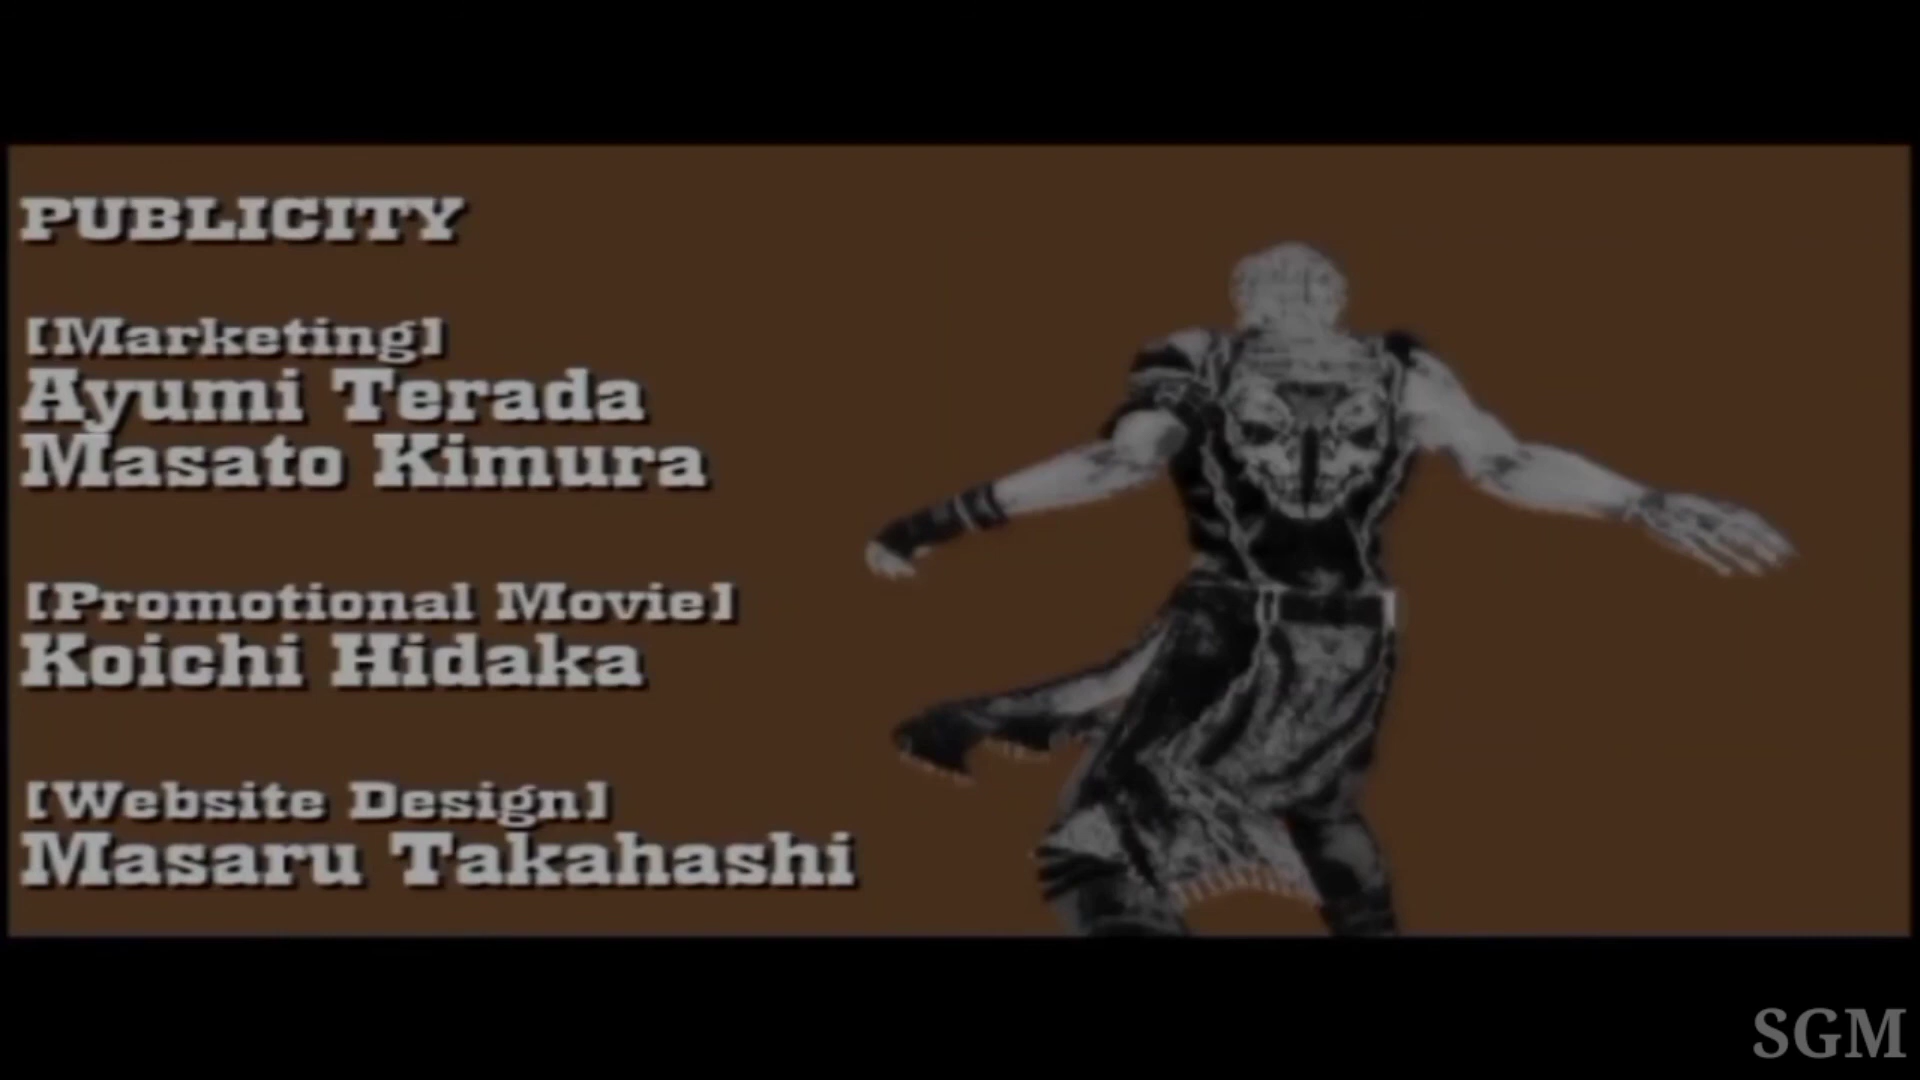 PUBLICITY
[Marketing]
Ayumi Terada
Masato Kimura
[Promotional Movie]
Koichi Hidaka
[Website Design]
Masaru Takahashi
SGM